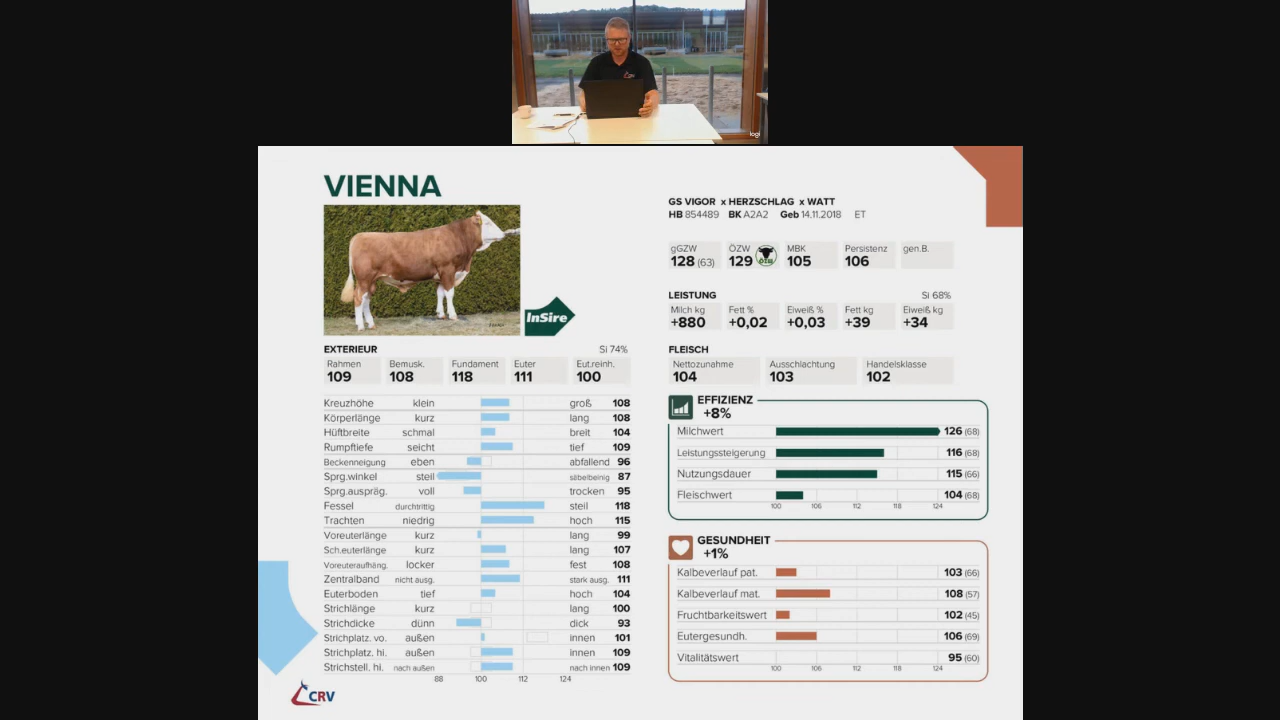 CRV
logi
VIENNA
InSire
GS VIGOR x HERZSCHLAG x WATT
HB 854489 BK A2A2 Geb 14.11.2018 ET
gGZW ÖZW MBK Persistenz gen.B.
128 (63) 129 105 106
LEISTUNG Si 68%
Milch kg Fett % Eiweiß % Fett kg Eiweiß kg
+880 +0,02 +0,03 +39 +34
EXTERIEUR Si 74%
Rahmen Bemusk. Fundament Euter Eut.reinh.
109 108 118 111 100
FLEISCH
Nettozunahme Ausschlachtung Handelsklasse
104 103 102
Kreuzhöhe klein groß 108
Körperlänge kurz lang 108
Hüftbreite schmal breit 104
Rumpftiefe seicht tief 109
Beckenneigung eben abfallend 96
Sprg.winkel steil säbelbeinig 87
Sprg.auspräg. voll trocken 95
Fessel durchtrittig steil 118
Trachten niedrig hoch 115
Voreuterlänge kurz lang 99
Sch.euterlänge kurz lang 107
Voreuteraufhäng. locker fest 108
Zentralband nicht ausg. stark ausg. 111
Euterboden tief hoch 104
Strichlänge kurz lang 100
Strichdicke dünn dick 93
Strichplatz. vo. außen innen 101
Strichplatz. hi. außen innen 109
Strichstell. hi. nach außen nach innen 109
88 100 112 124
EFFIZIENZ
+8%
Milchwert 126 (68)
Leistungssteigerung 116 (68)
Nutzungsdauer 115 (66)
Fleischwert 104 (68)
100 106 112 118 124
GESUNDHEIT
+1%
Kalbeverlauf pat. 103 (66)
Kalbeverlauf mat. 108 (57)
Fruchtbarkeitswert 102 (45)
Eutergesundh. 106 (69)
Vitalitätswert 95 (60)
100 106 112 118 124
CRV